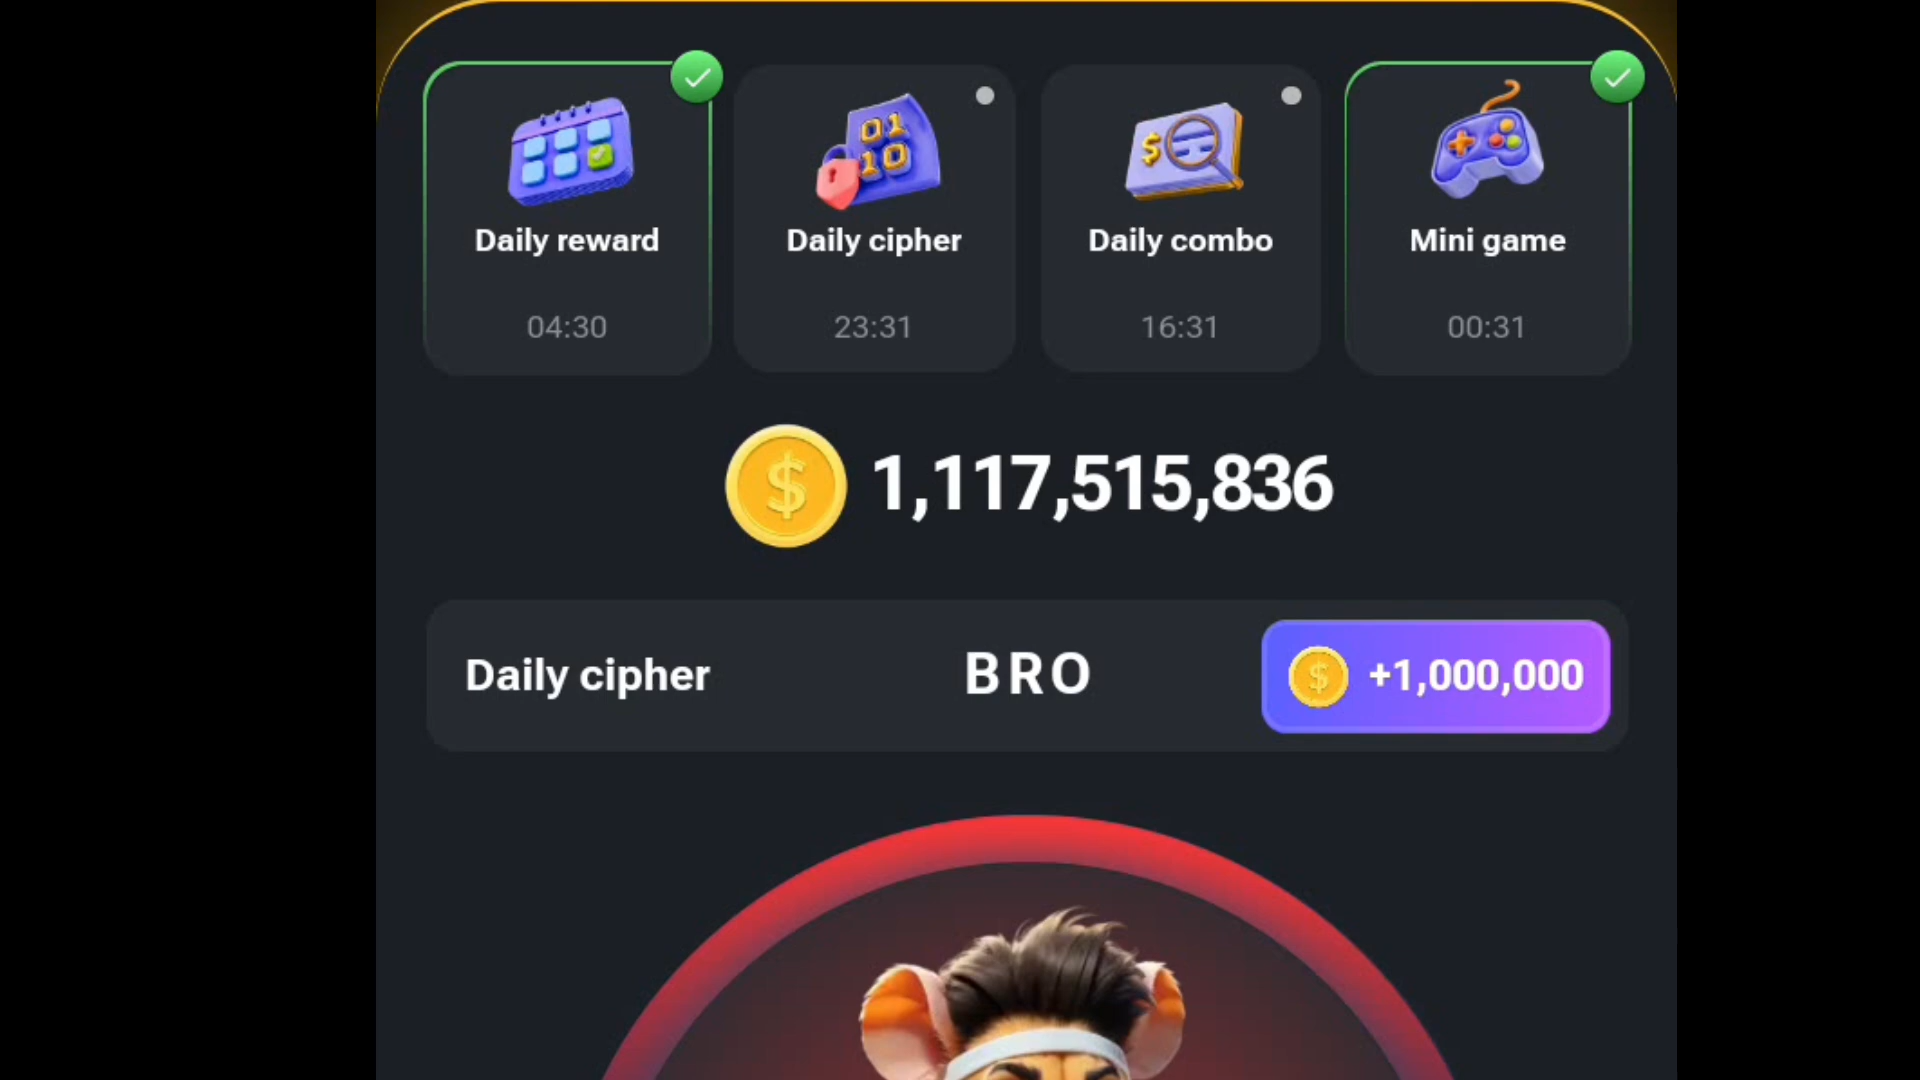 Daily reward
Daily cipher
Daily combo
Mini game
04:30
23:31
16:31
00:31
1,117,515,836
Daily cipher
BRO
+1,000,000